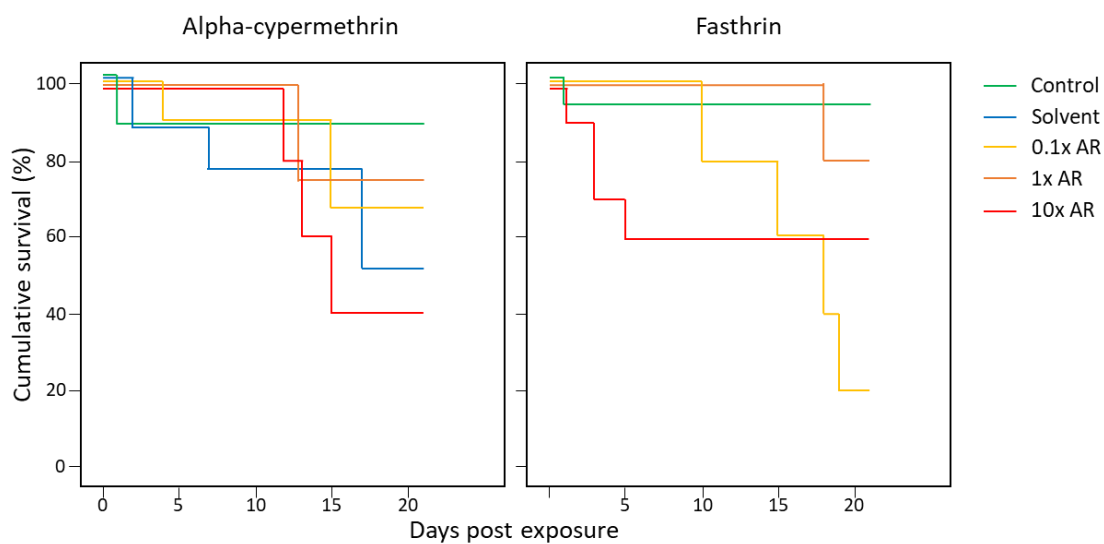 Alpha-cypermethrin
Fasthrin
Cumulative survival (%)
100
80
60
40
20
0
0 5 10 15 20
5 10 15 20
Days post exposure
Control
Solvent
0.1x AR
1x AR
10x AR